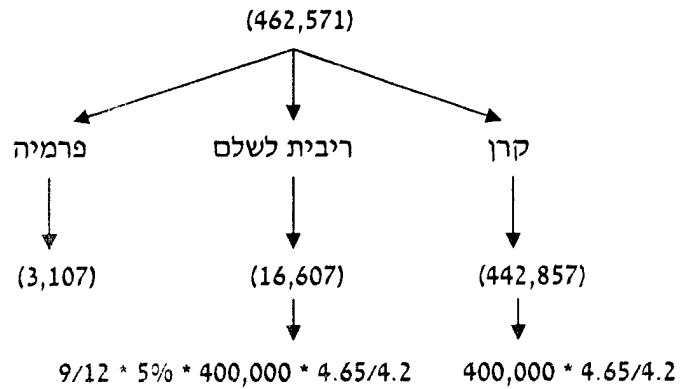 (462,571)
קרן ריבית לשלם פרמיה
(442,857) (16,607) (3,107)
400,000 * 4.65/4.2 9/12 * 5% * 400,000 * 4.65/4.2